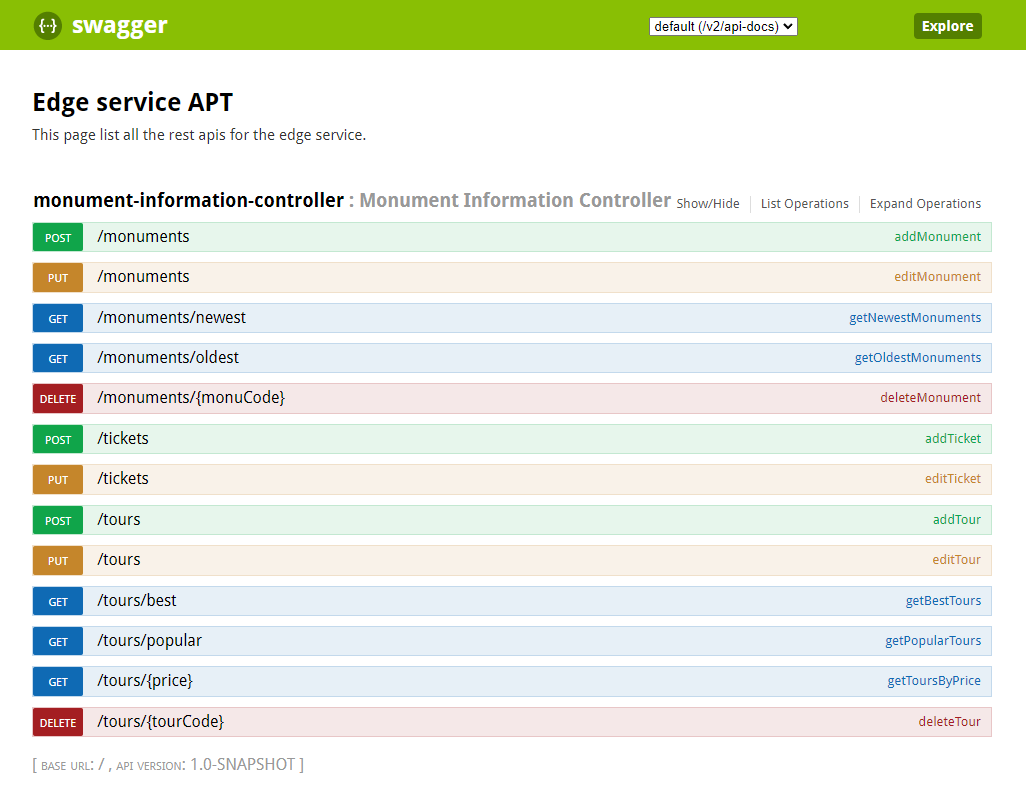 {···} swagger default (/v2/api-docs) Explore
Edge service APT
This page list all the rest apis for the edge service.
monument-information-controller : Monument Information Controller Show/Hide List Operations Expand Operations
POST /monuments addMonument
PUT /monuments editMonument
GET /monuments/newest getNewestMonuments
GET /monuments/oldest getOldestMonuments
DELETE /monuments/{monuCode} deleteMonument
POST /tickets addTicket
PUT /tickets editTicket
POST /tours addTour
PUT /tours editTour
GET /tours/best getBestTours
GET /tours/popular getPopularTours
GET /tours/{price} getToursByPrice
DELETE /tours/{tourCode} deleteTour
[ BASE URL: / , API VERSION: 1.0-SNAPSHOT ]